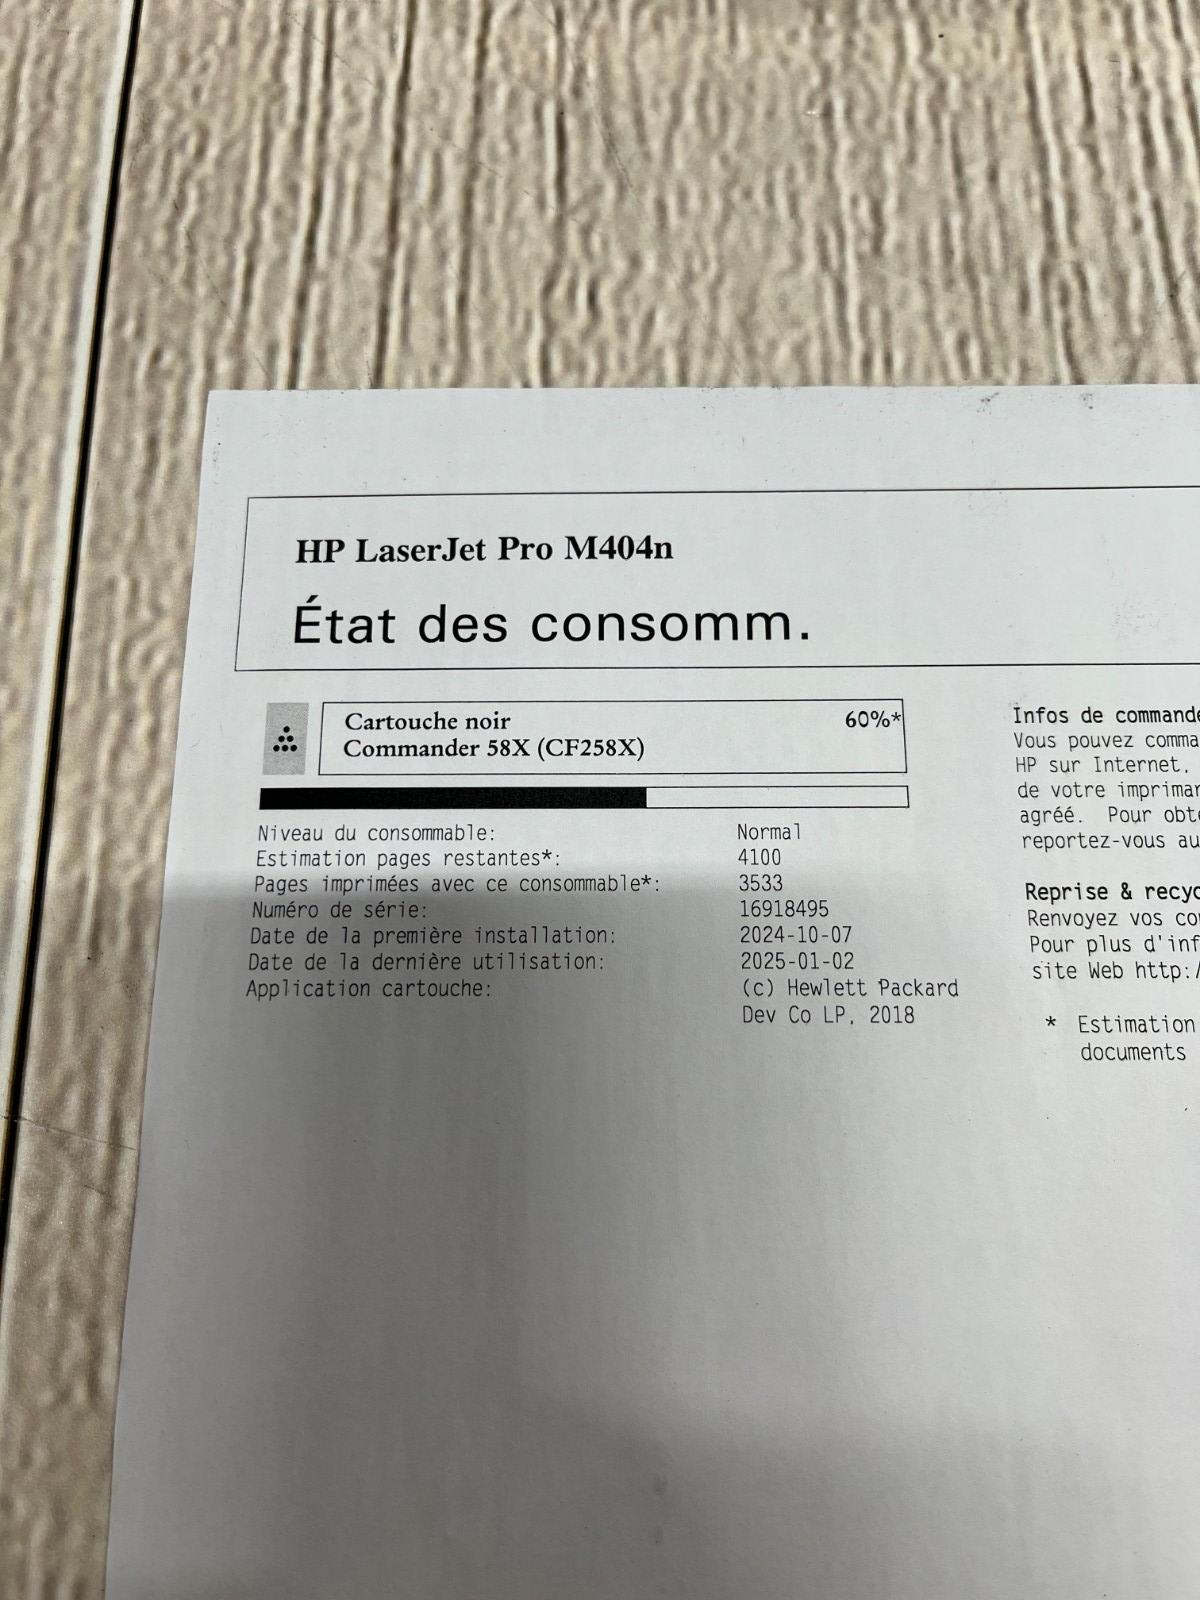 HP LaserJet Pro M404n
État des consomm.
Cartouche noir 60%*
Commander 58X (CF258X)
Niveau du consommable: Normal
Estimation pages restantes*: 4100
Pages imprimées avec ce consommable*: 3533
Numéro de série: 16918495
Date de la première installation: 2024-10-07
Date de la dernière utilisation: 2025-01-02
Application cartouche: (c) Hewlett Packard
Dev Co LP, 2018
Infos de commande
Vous pouvez comma
HP sur Internet,
de votre impriman
agréé. Pour obte
reportez-vous au
Reprise & recyc
Renvoyez vos co
Pour plus d'inf
site Web http:/
* Estimation
documents